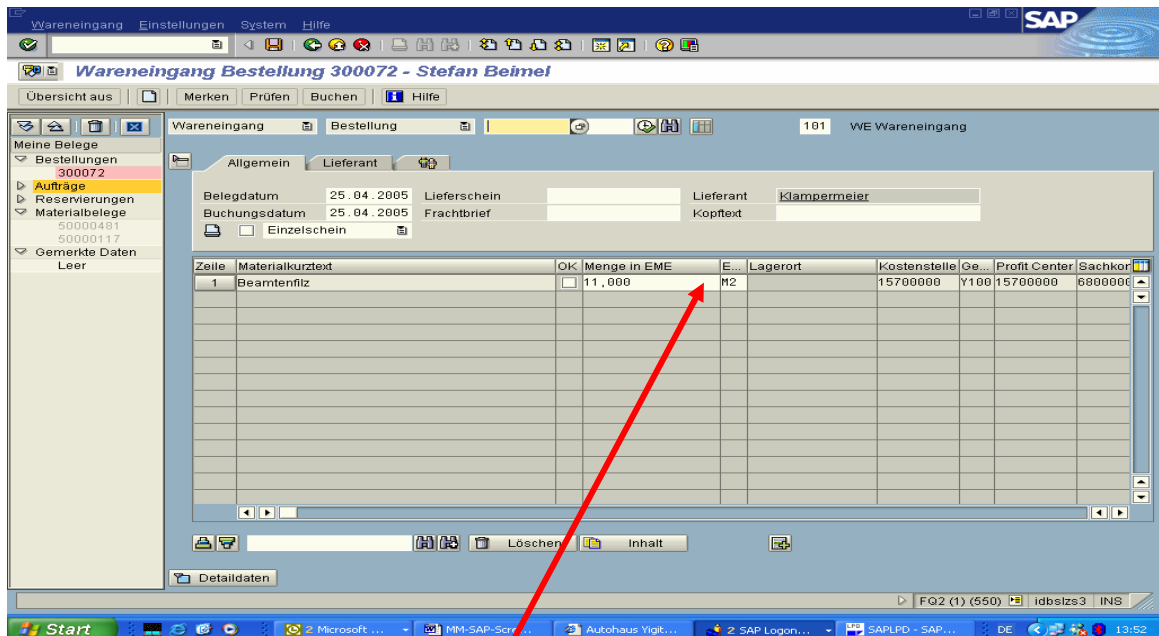 Wareneingang Einstellungen System Hilfe
SAP
Wareneingang Bestellung 300072 - Stefan Beimel
Übersicht aus Merken Prüfen Buchen Hilfe
Wareneingang Bestellung 101 WE Wareneingang
Meine Belege
Bestellungen
300072
Aufträge
Reservierungen
Materialbelege
50000481
50000117
Gemerkte Daten
Leer
Allgemein Lieferant
Belegdatum 25.04.2005 Lieferschein Lieferant Klampermeier
Buchungsdatum 25.04.2005 Frachtbrief Kopftext
Einzelschein
Zeile Materialkurztext OK Menge in EME E... Lagerort Kostenstelle Ge... Profit Center Sachkon
1 Beamtenfilz 11,000 M2 15700000 Y100 15700000 6800000
Löschen Inhalt
Detaildaten
FQ2 (1) (550) idbslzs3 INS
Start 2 Microsoft ... MM-SAP-Scre... Autohaus Yigit... 2 SAP Logon... SAPLPD - SAP... DE 13:52